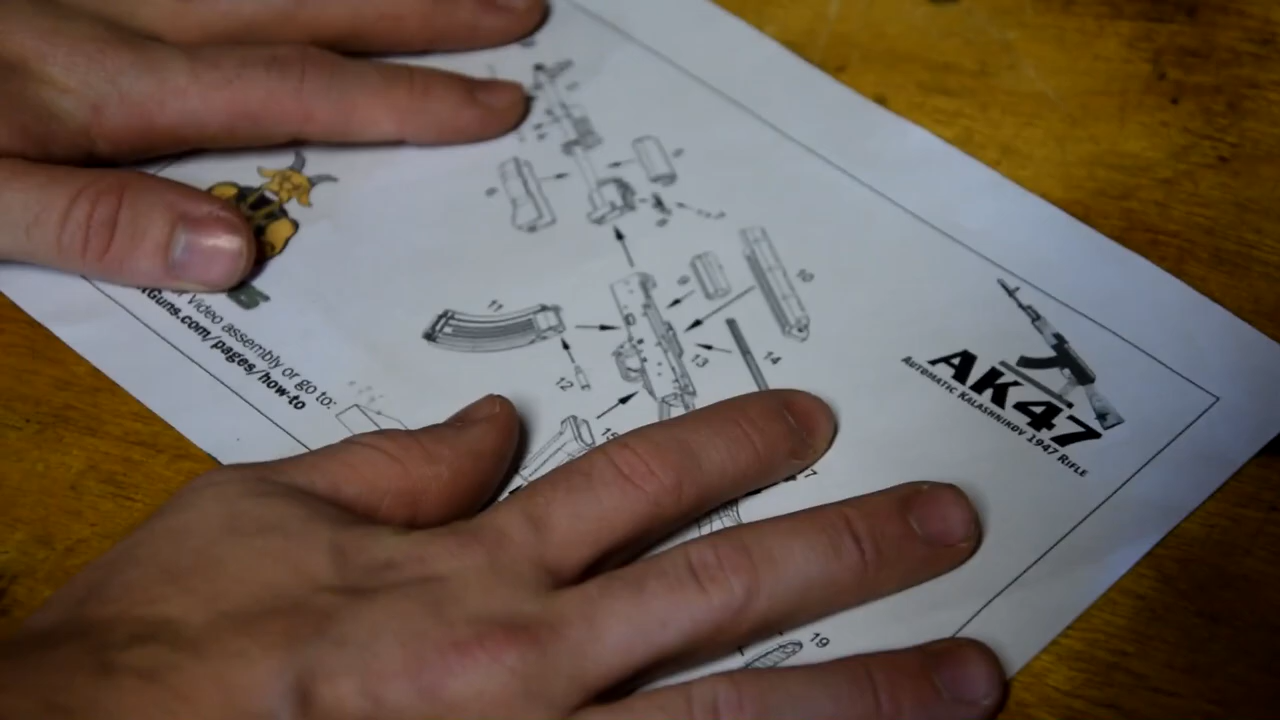 Video assembly or go to:
Guns.com/pages/how-to
11
12
10
13
14
19
AK47
AUTOMATIC KALASHNIKOV 1947 RIFLE